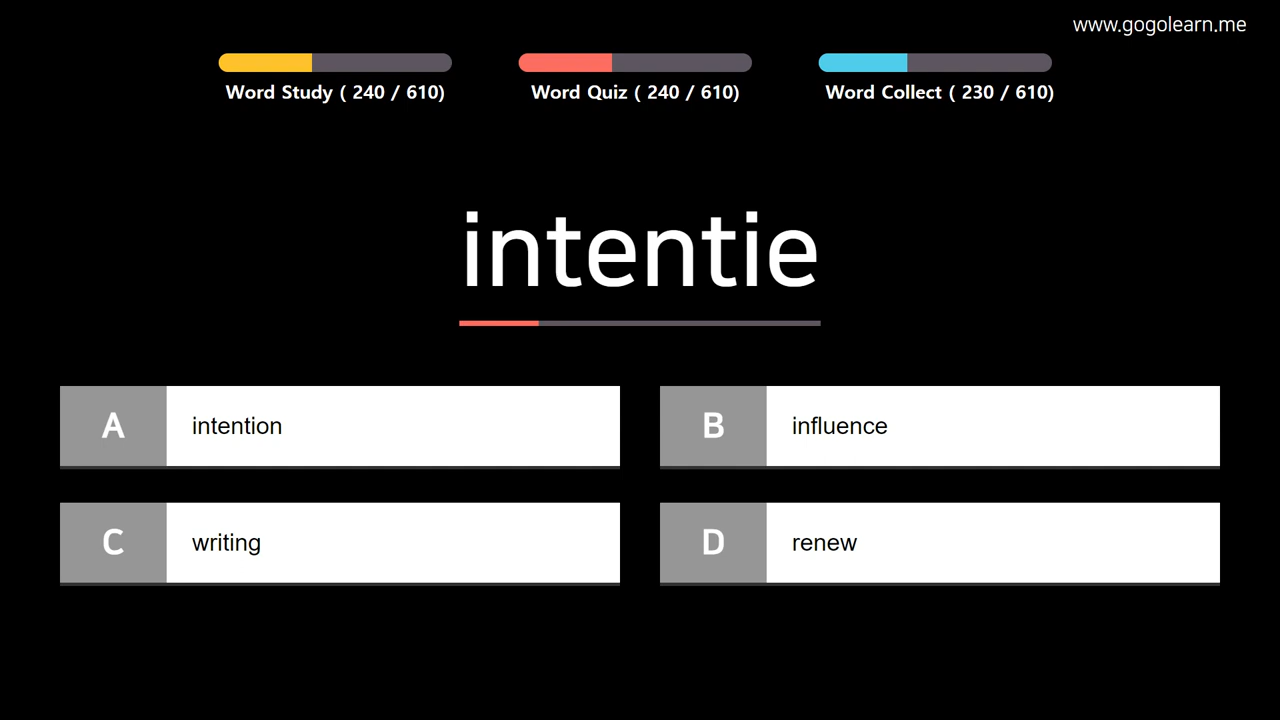 www.gogolearn.me
Word Study ( 240 / 610)
Word Quiz ( 240 / 610)
Word Collect ( 230 / 610)
intentie
A intention
B influence
C writing
D renew